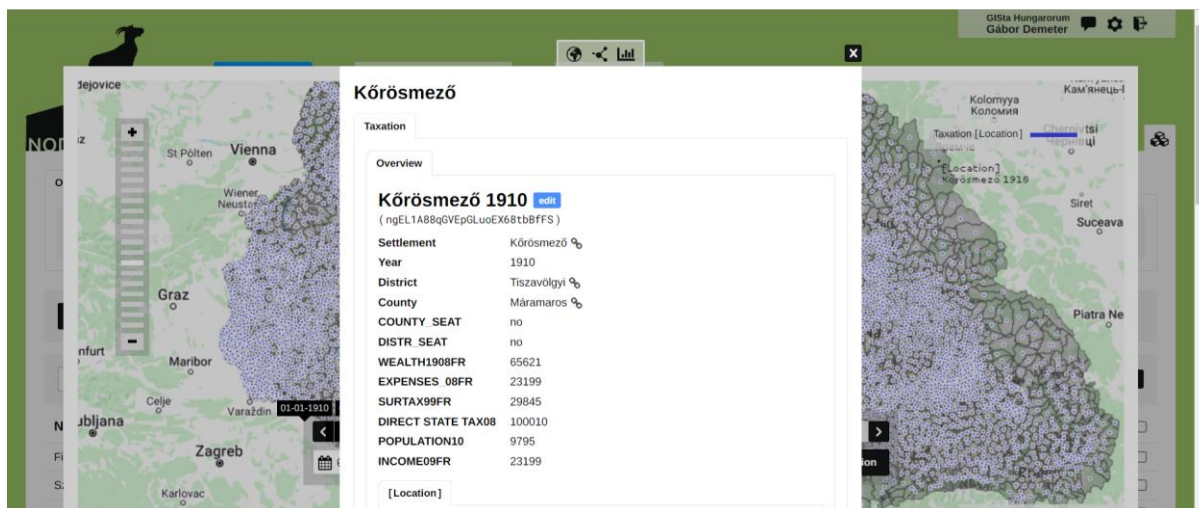 GISta Hungarorum
Gábor Demeter
NOD
Kőrösmező
Taxation
Overview
Kőrösmező 1910 edit
( ngEL1A88qGVEpGLuoEX68tbBfFS )
Settlement Kőrösmező
Year 1910
District Tiszavölgyi
County Máramaros
COUNTY_SEAT no
DISTR_SEAT no
WEALTH1908FR 65621
EXPENSES_08FR 23199
SURTAX99FR 29845
DIRECT STATE TAX08 100010
POPULATION10 9795
INCOME09FR 23199
[Location]
St Pölten
Vienna
Wiener
Neustadt
Graz
Maribor
Celje
Varaždin
01-01-1910
Zagreb
Karlovac
Kolomyya
Коломия
Кам'янець-
Taxation [Location]
[Location]
Kőrösmező 1910
Siret
Suceava
Piatra Ne